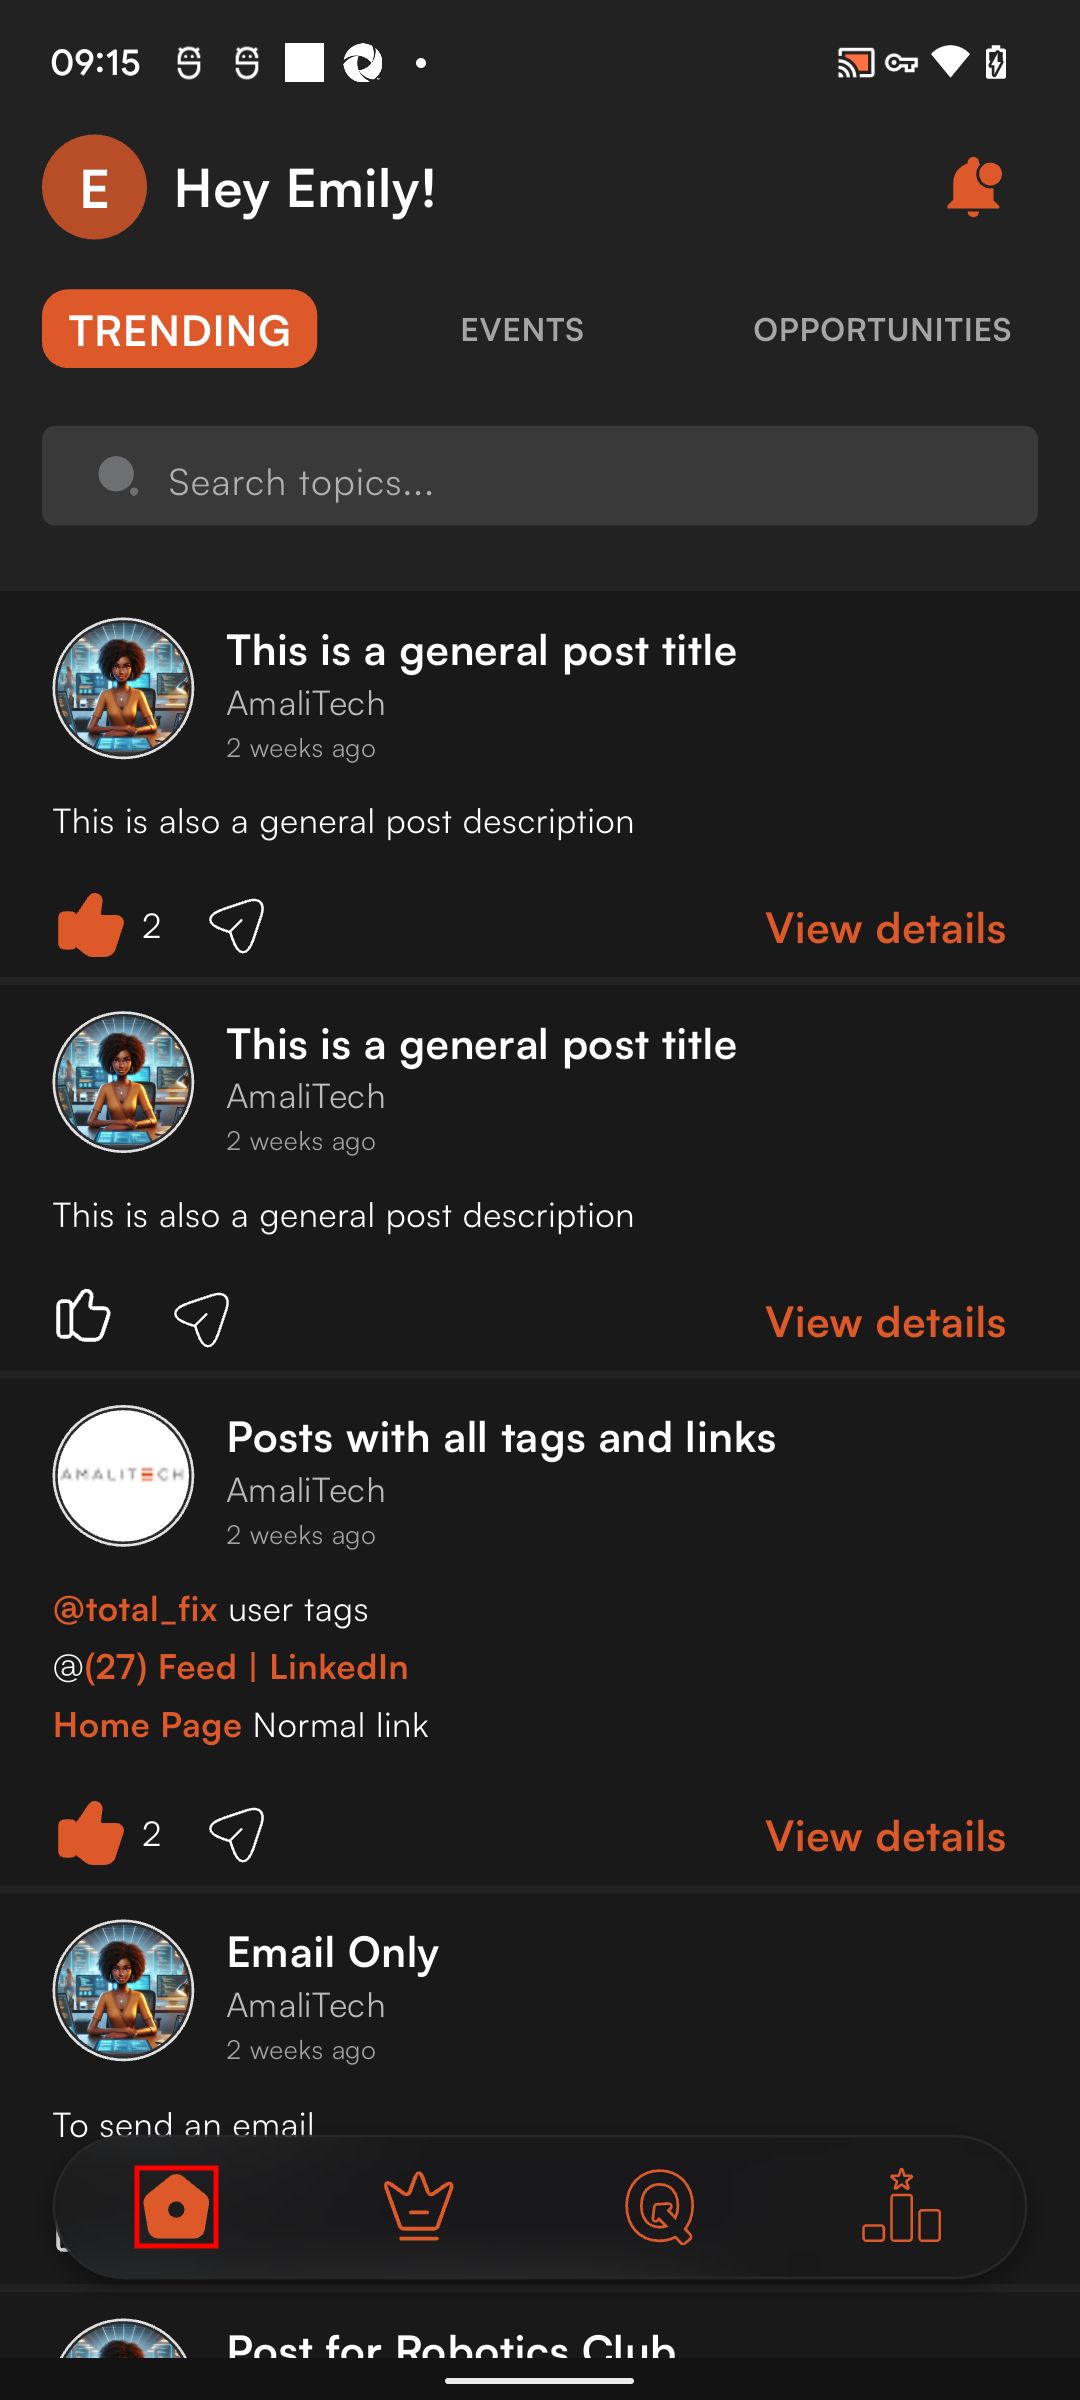 09:15
E
Hey Emily!
TRENDING
EVENTS
OPPORTUNITIES
Search topics...
This is a general post title
AmaliTech
2 weeks ago
This is also a general post description
2
View details
This is a general post title
AmaliTech
2 weeks ago
This is also a general post description
View details
Posts with all tags and links
AMALITECH
AmaliTech
2 weeks ago
@total_fix user tags
@(27) Feed | LinkedIn
Home Page Normal link
2
View details
Email Only
AmaliTech
2 weeks ago
To send an email
Post for Robotics Club